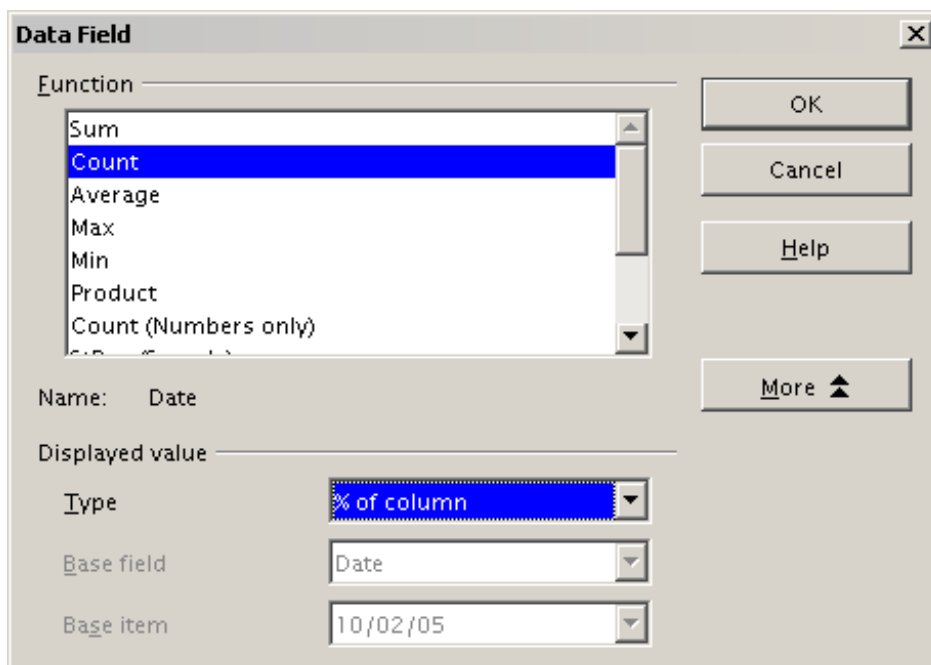 Data Field
Function
OK
Sum
Count
Cancel
Average
Max
Min
Help
Product
Count (Numbers only)
Name: Date
More
Displayed value
Type % of column
Base field Date
Base item 10/02/05